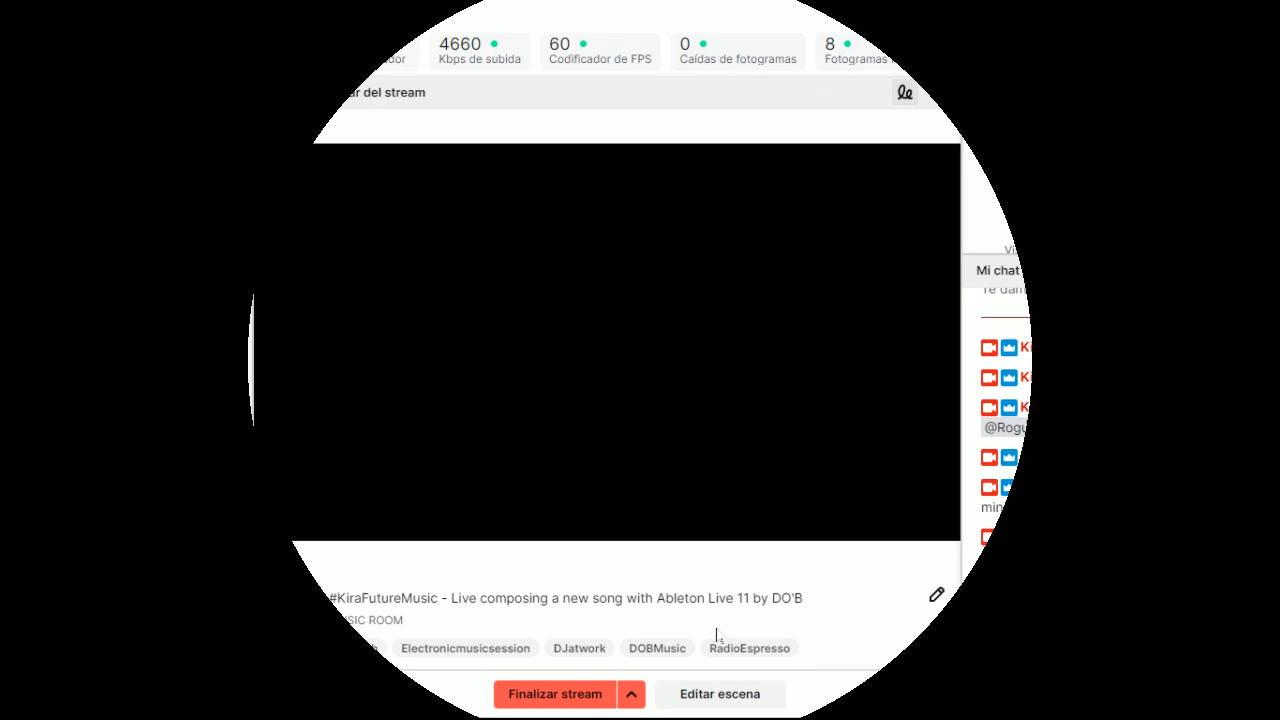 4660
60
0
8
Kbps de subida
Codificador de FPS
Caídas de fotogramas
Fotogramas
del stream
Mi chat
@Rogu
#KiraFutureMusic - Live composing a new song with Ableton Live 11 by DO'B
ROOM
Electronicmusicsession
DJatwork
DOBMusic
RadioEspresso
Finalizar stream
Editar escena